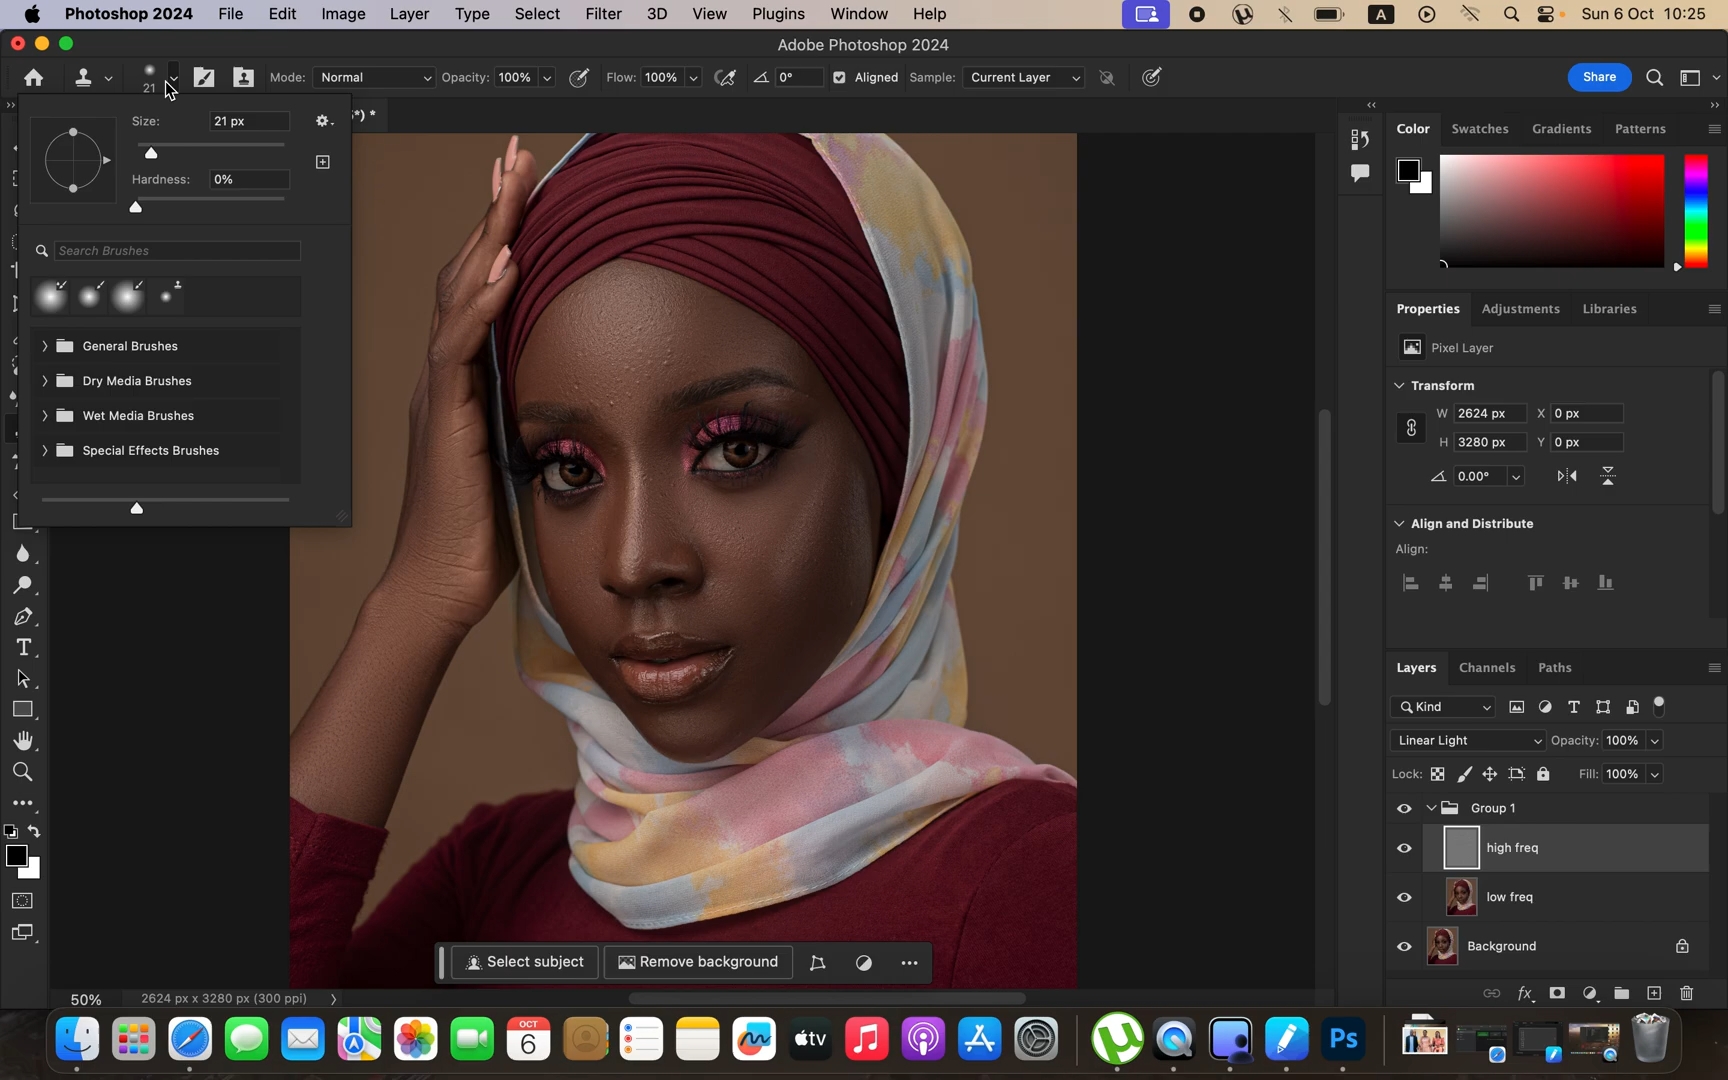 Photoshop 2024 File Edit Image Layer Type Select Filter 3D View Plugins Window Help A Sun 6 Oct 10:25
Adobe Photoshop 2024
21 Mode: Normal Opacity: 100% Flow: 100% 0° Aligned Sample: Current Layer Share
*) *
Size: 21 px
Hardness: 0%
Search Brushes
General Brushes
Dry Media Brushes
Wet Media Brushes
Special Effects Brushes
Color Swatches Gradients Patterns
Properties Adjustments Libraries
Pixel Layer
Transform
W 2624 px X 0 px
H 3280 px Y 0 px
0.00°
Align and Distribute
Align:
Layers Channels Paths
Kind
Linear Light Opacity: 100%
Lock: Fill: 100%
Group 1
high freq
low freq
Background
fx
Select subject Remove background
50% 2624 px x 3280 px (300 ppi)
OCT
6
tv
Ps